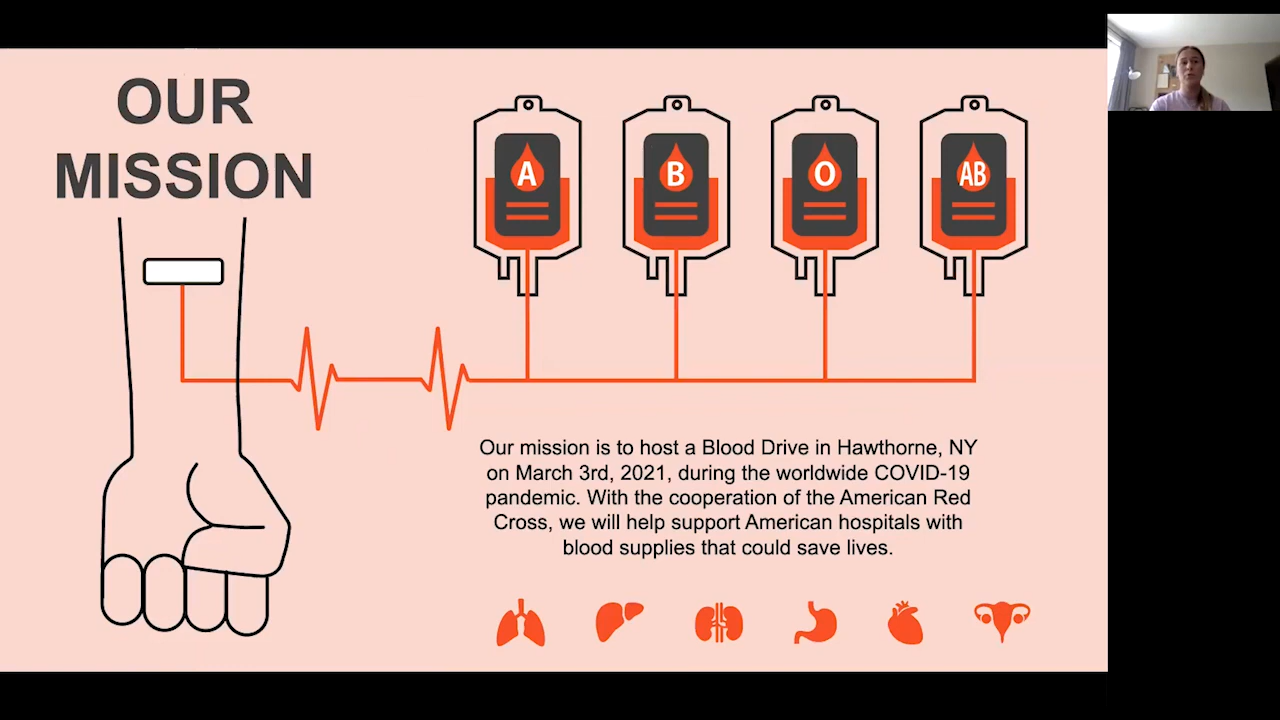 OUR
MISSION
A
B
O
AB
Our mission is to host a Blood Drive in Hawthorne, NY
on March 3rd, 2021, during the worldwide COVID-19
pandemic. With the cooperation of the American Red
Cross, we will help support American hospitals with
blood supplies that could save lives.